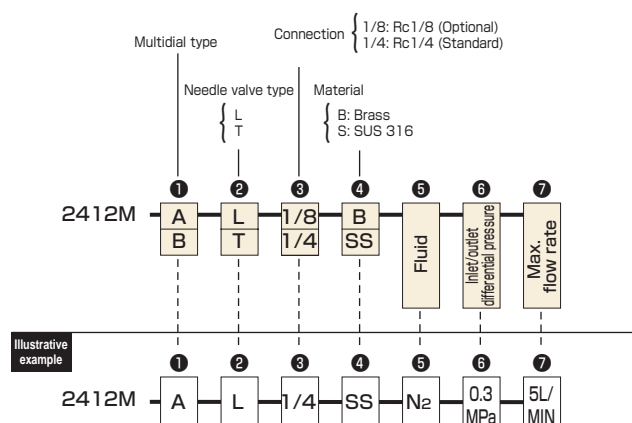 Multidial type
Connection { 1/8: Rc1/8 (Optional)
1/4: Rc1/4 (Standard)
Needle valve type
{ L
T
Material
{ B: Brass
S: SUS 316
❶ ❷ ❸ ❹ ❺ ❻ ❼
2412M A L 1/8 B
B T 1/4 SS
Fluid
Inlet/outlet
differential pressure
Max.
flow rate
Illustrative
example
❶ ❷ ❸ ❹ ❺ ❻ ❼
2412M A L 1/4 SS N2 0.3
MPa 5L/
MIN